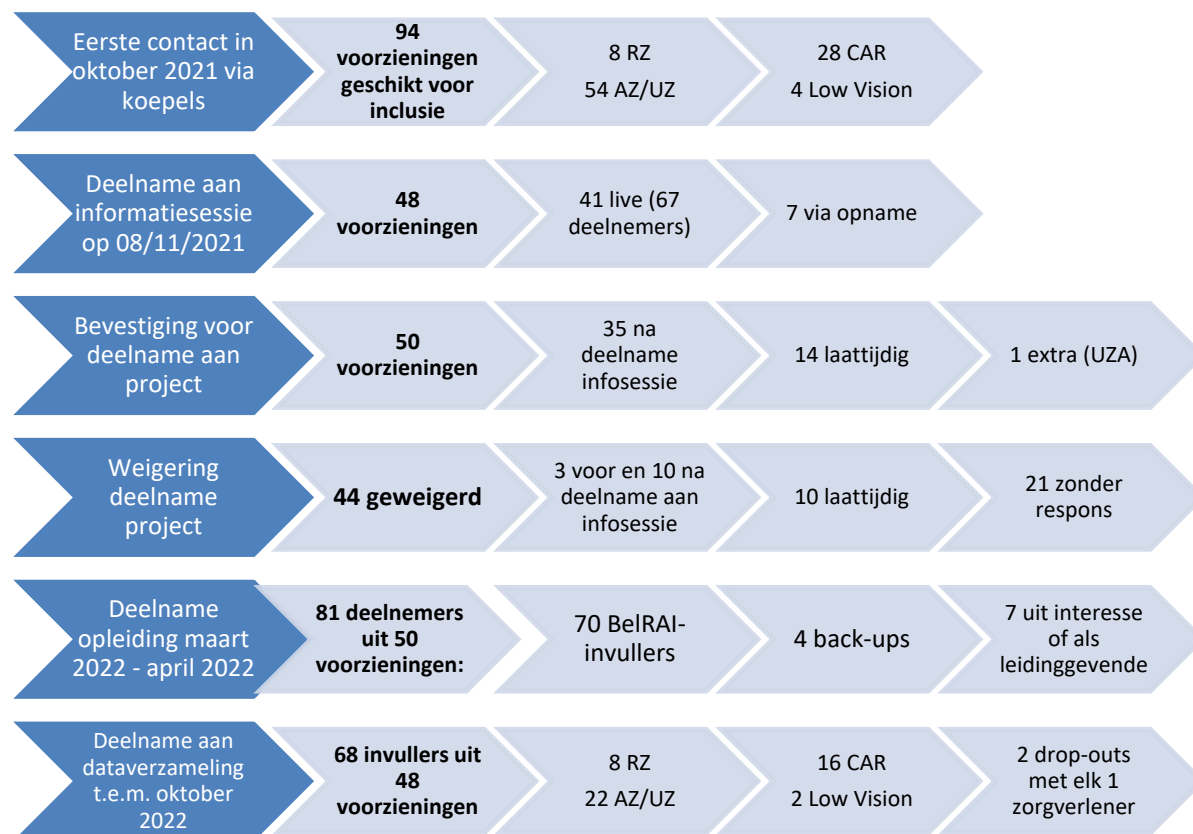 Eerste contact in
oktober 2021 via
koepels
94
voorzieningen
geschikt voor
inclusie
8 RZ
54 AZ/UZ
28 CAR
4 Low Vision
Deelname aan
informatiesessie
op 08/11/2021
48
voorzieningen
41 live (67
deelnemers)
7 via opname
Bevestiging voor
deelname aan
project
50
voorzieningen
35 na
deelname
infosessie
14 laattijdig
1 extra (UZA)
Weigering
deelname
project
44 geweigerd
3 voor en 10 na
deelname aan
infosessie
10 laattijdig
21 zonder
respons
Deelname
opleiding maart
2022 - april 2022
81 deelnemers
uit 50
voorzieningen:
70 BelRAI-
invullers
4 back-ups
7 uit interesse
of als
leidinggevende
Deelname aan
dataverzameling
t.e.m. oktober
2022
68 invullers uit
48
voorzieningen
8 RZ
22 AZ/UZ
16 CAR
2 Low Vision
2 drop-outs
met elk 1
zorgverlener